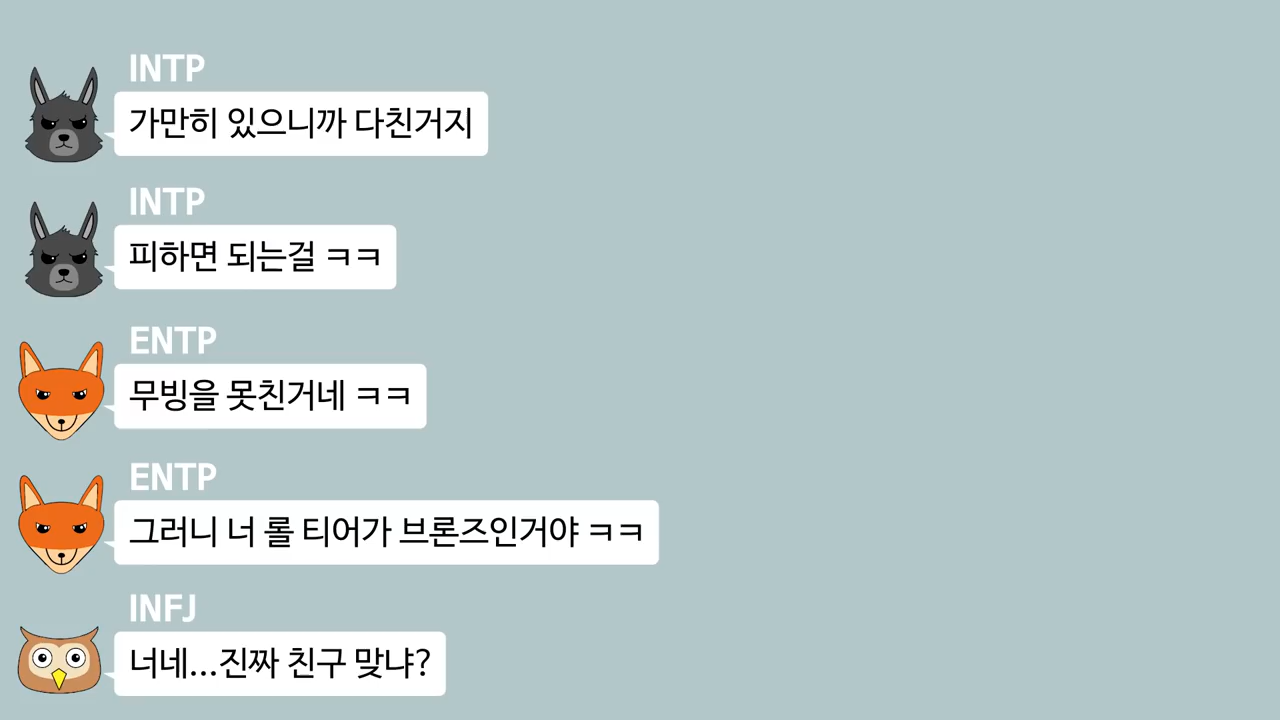 INTP
가만히 있으니까 다친거지
INTP
피하면 되는걸 ㅋㅋ
ENTP
무빙을 못친거네 ㅋㅋ
ENTP
그러니 너 롤 티어가 브론즈인거야 ㅋㅋ
INFJ
너네...진짜 친구 맞냐?